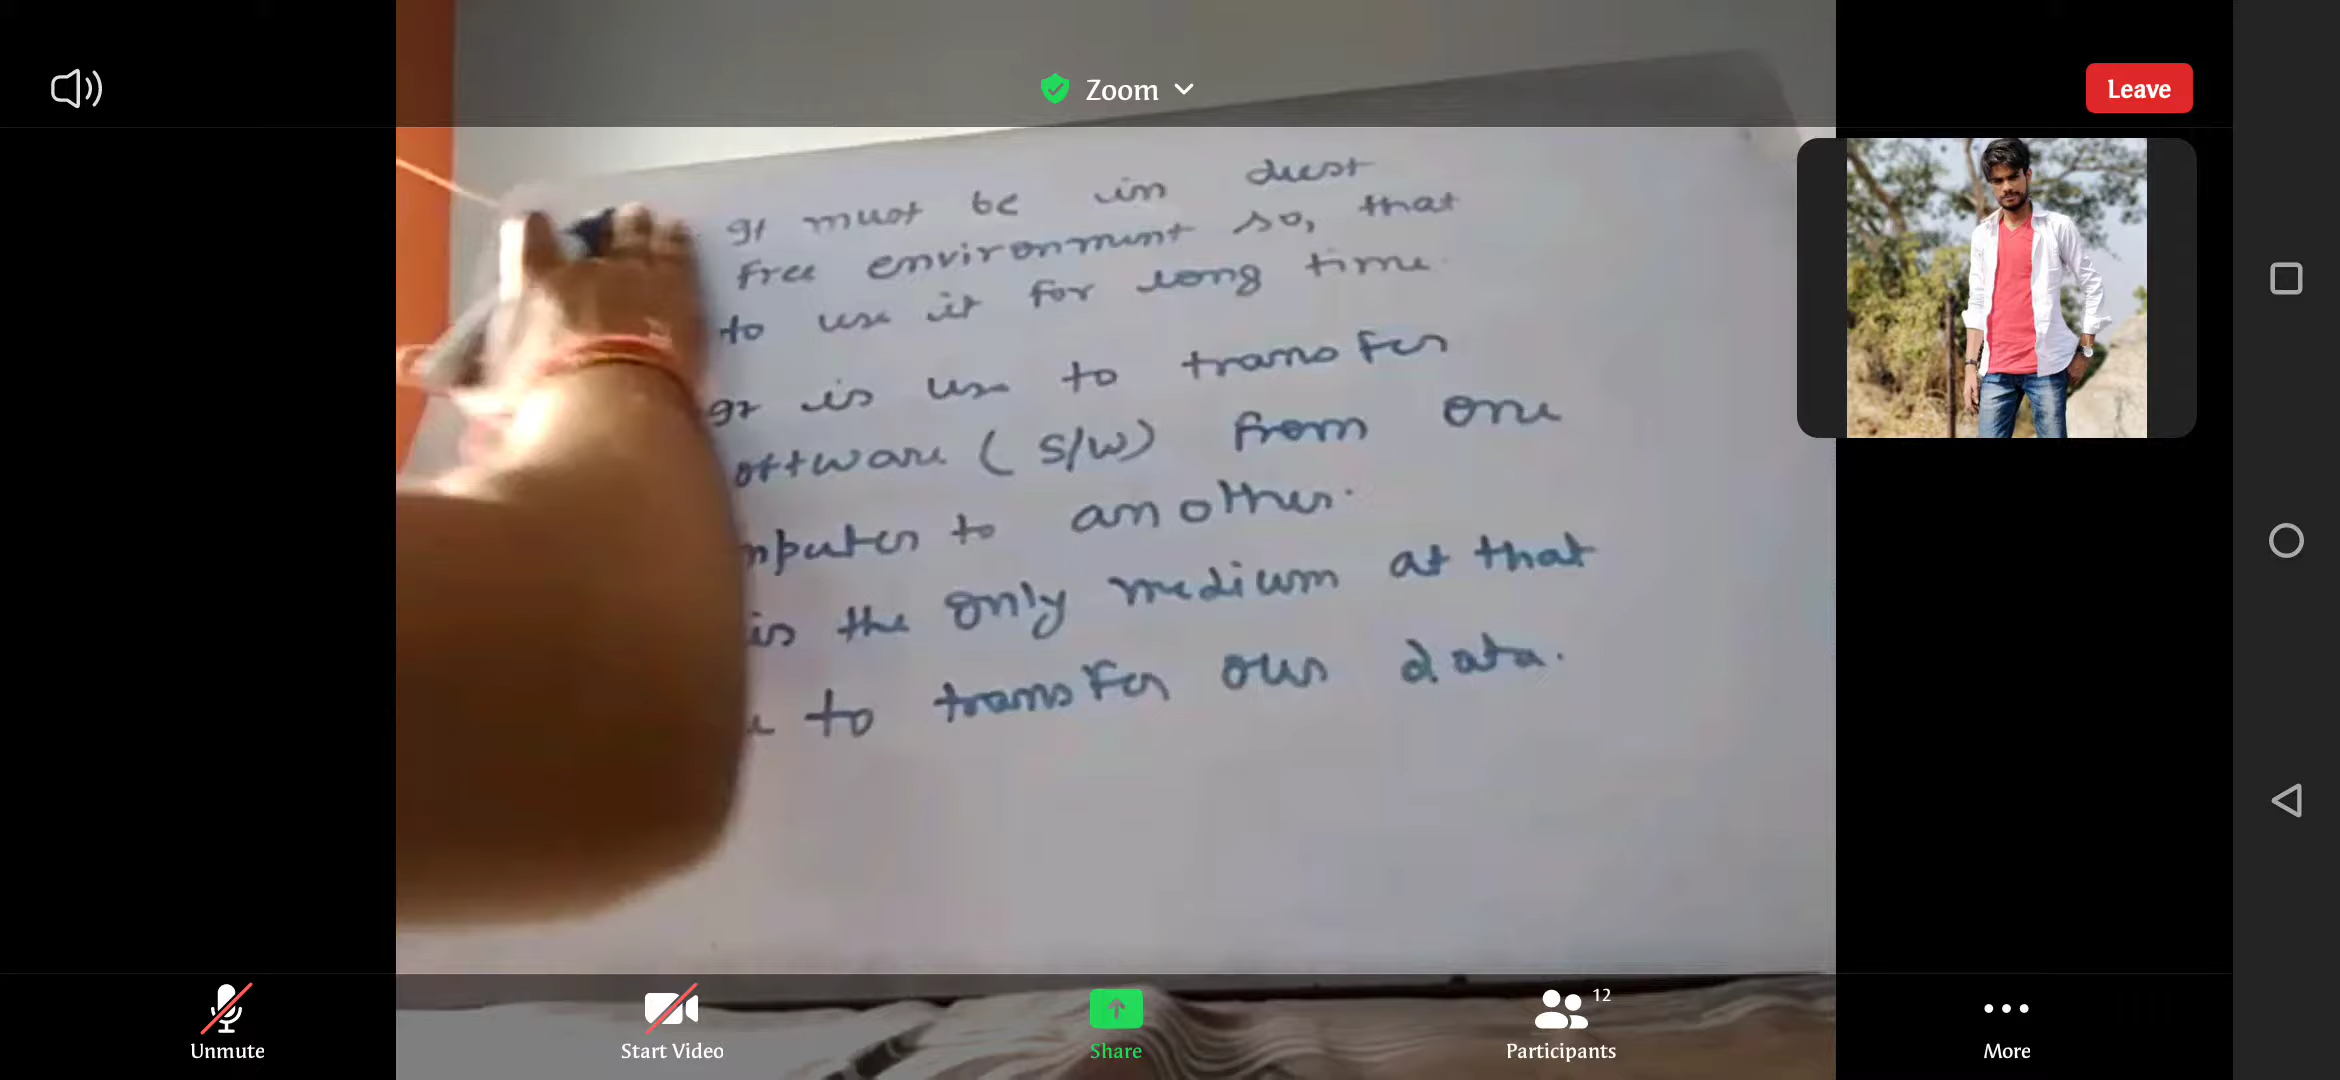 Zoom
Leave
It must be in dust
free environment so, that
to use it for long time.
It is use to transfer
oftware (S/W) from one
mputer to another.
is the only medium at that
to transfer our data.
Unmute
Start Video
Share
Participants
12
More